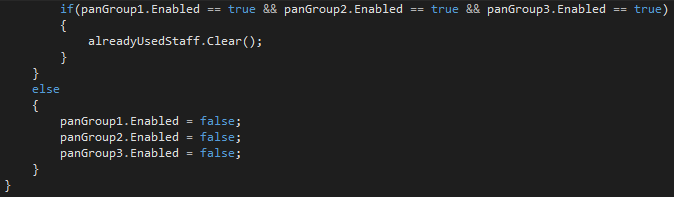 if(panGroup1.Enabled == true && panGroup2.Enabled == true && panGroup3.Enabled == true)
{
alreadyUsedStaff.Clear();
}
}
else
{
panGroup1.Enabled = false;
panGroup2.Enabled = false;
panGroup3.Enabled = false;
}
}